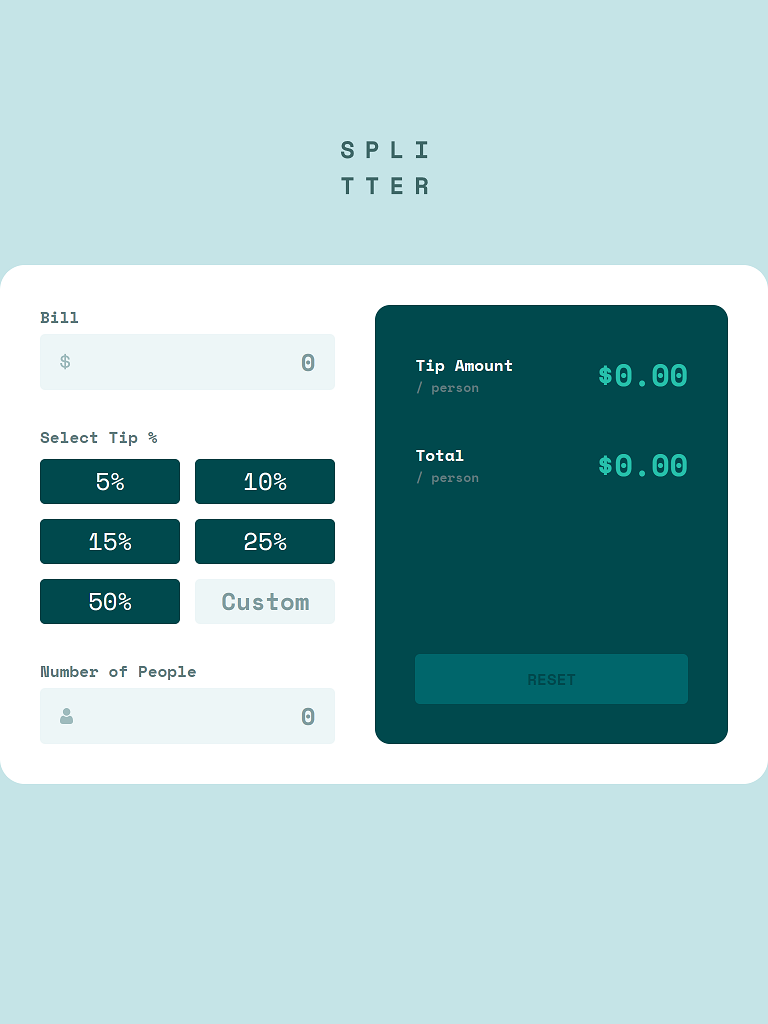 SPLI
TTER
Bill
$ 0
Select Tip %
5% 10%
15% 25%
50% Custom
Number of People
0
Tip Amount
/ person
$0.00
Total
/ person
$0.00
RESET